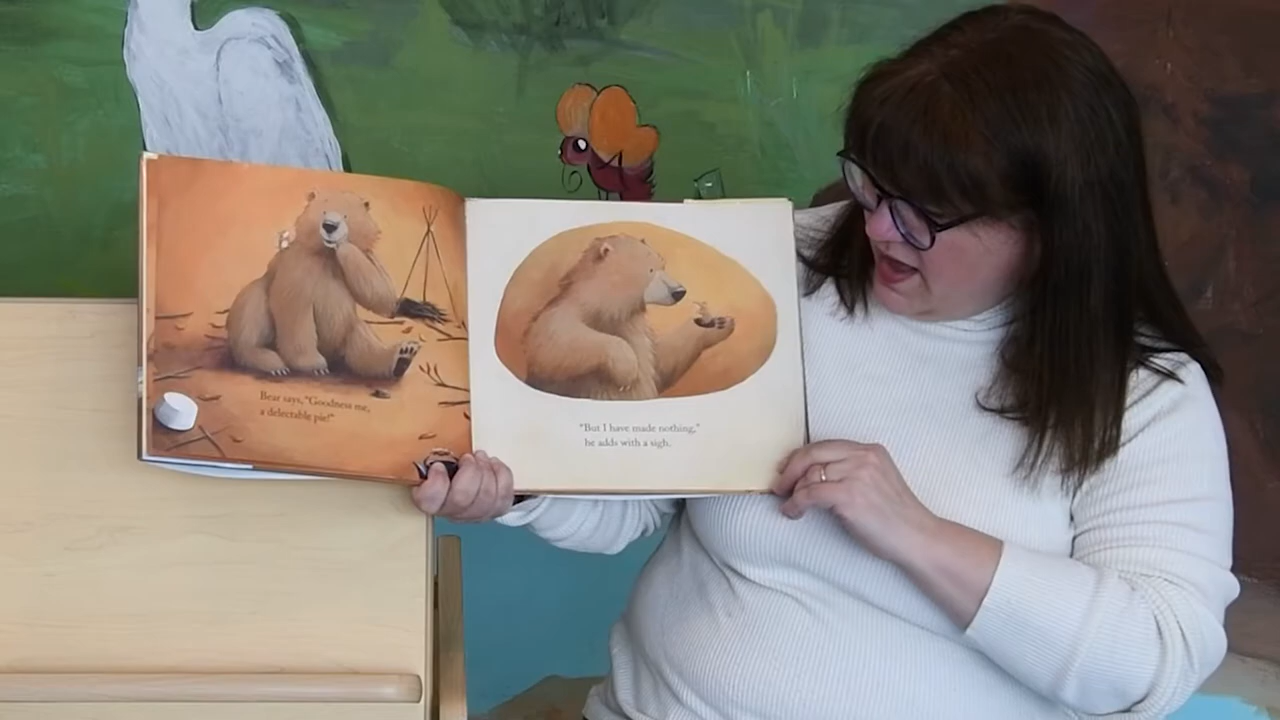 Bear says, "Goodness me,
a delectable pie!"
"But I have made nothing,"
he adds with a sigh.